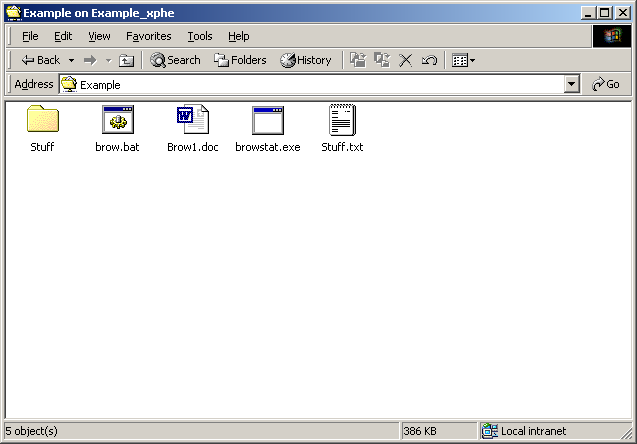 Example on Example_xphe
File Edit View Favorites Tools Help
Back Search Folders History
Address Example Go
Stuff brow.bat Brow1.doc browstat.exe Stuff.txt
5 object(s) 386 KB Local intranet